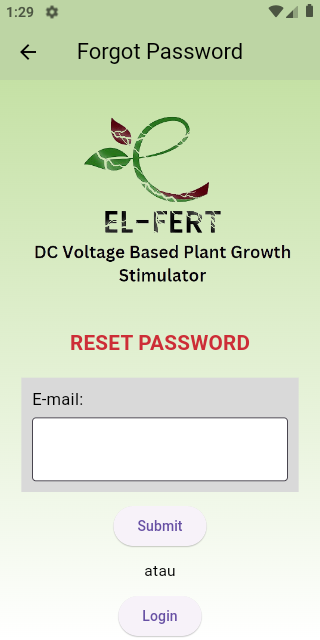 1:29
Forgot Password
EL-FERT
DC Voltage Based Plant Growth
Stimulator
RESET PASSWORD
E-mail:
Submit
atau
Login